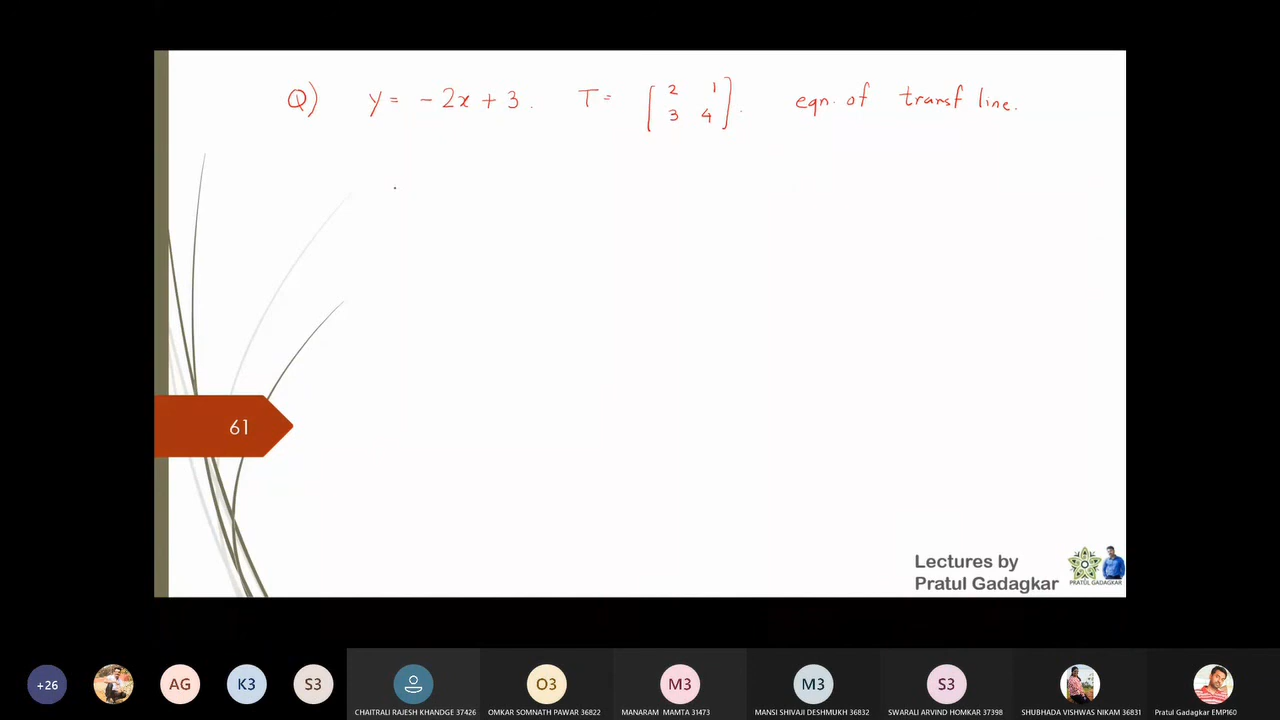 Q) y = - 2x + 3. T = [2 1
3 4]. eqn. of transf line.
61
Lectures by
Pratul Gadagkar
PRATUL GADAGKAR
+26
AG
K3
S3
O3
M3
M3
S3
CHAITRALI RAJESH KHANDGE 37426
OMKAR SOMNATH PAWAR 36822
MANARAM MAMTA 31473
MANSI SHIVAJI DESHMUKH 36832
SWARALI ARVIND HOMKAR 37398
SHUBHADA VISHWAS NIKAM 36831
Pratul Gadagkar EMP160